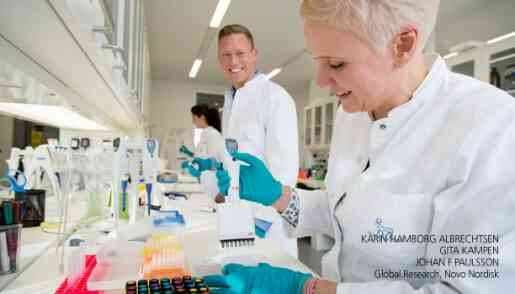 KARIN HAMBORG ALBRECHTSEN
GITA KAMPEN
JOHAN F PAULSSON
Global Research, Novo Nordisk